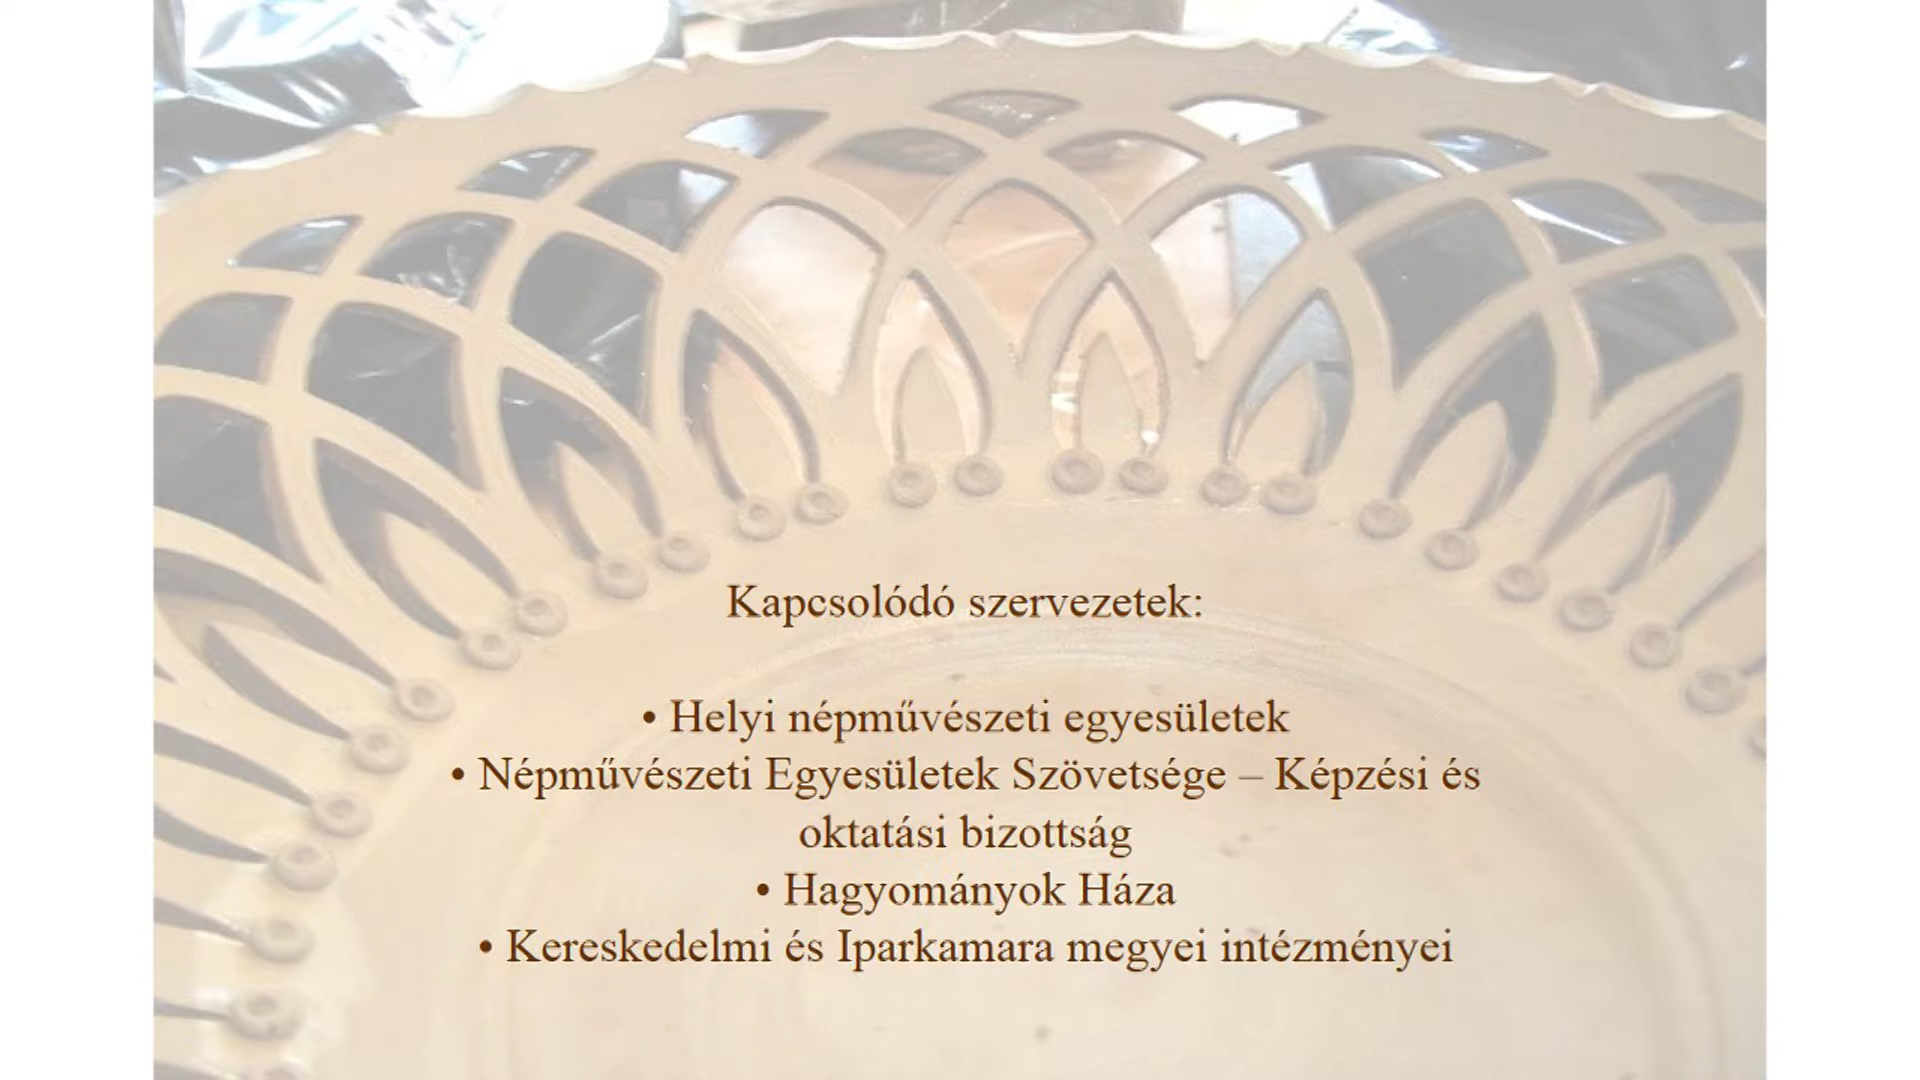 Kapcsolódó szervezetek:
• Helyi népművészeti egyesületek
• Népművészeti Egyesületek Szövetsége – Képzési és
oktatási bizottság
• Hagyományok Háza
• Kereskedelmi és Iparkamara megyei intézményei